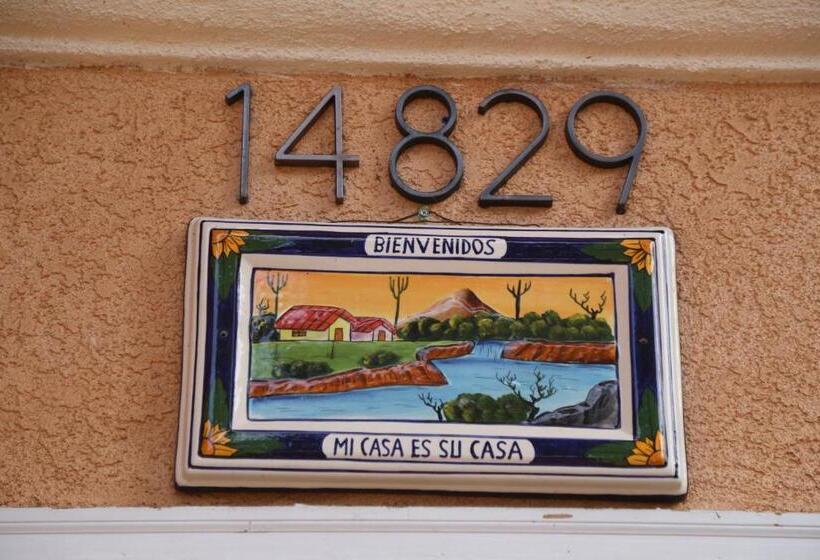 14829
BIENVENIDOS
MI CASA ES SU CASA